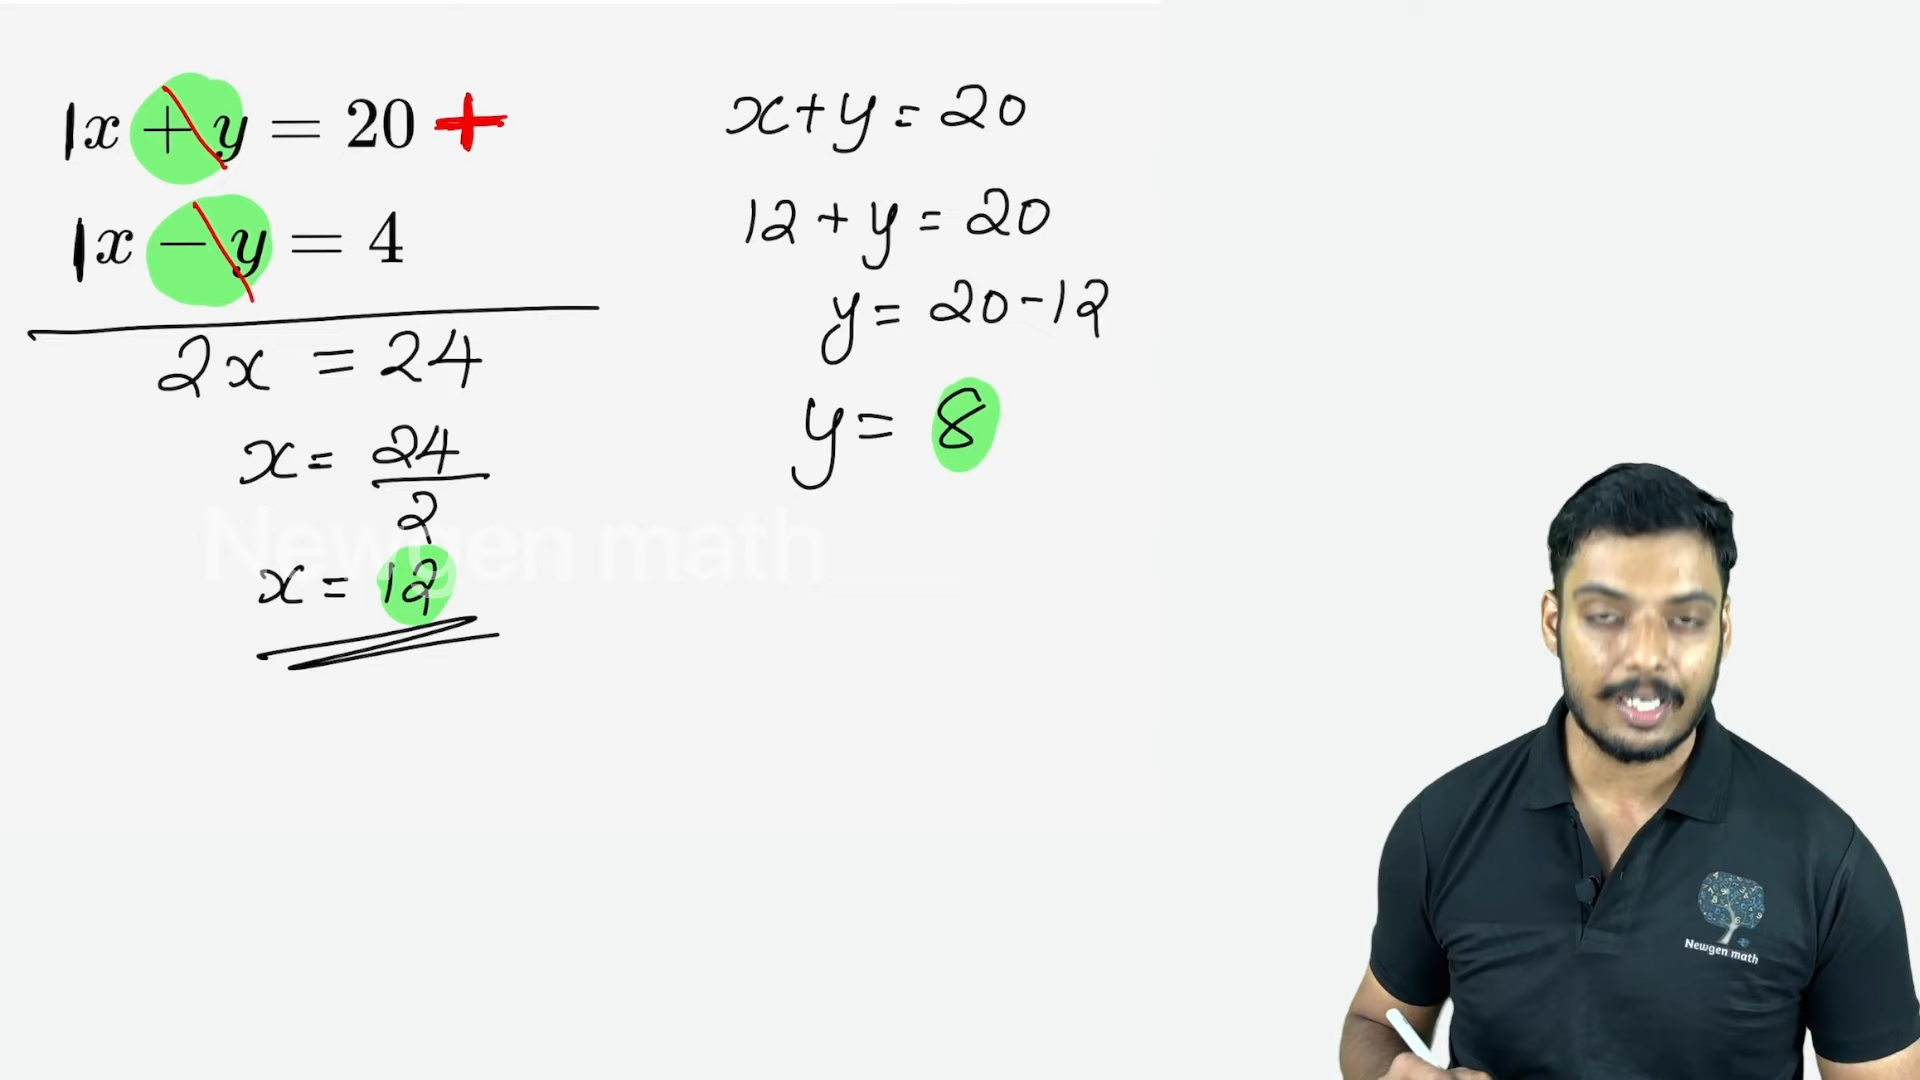 1x + y = 20 +
1x − y = 4
2x = 24
x = 24/2
x = 12
x + y = 20
12 + y = 20
y = 20 - 12
y = 8
Newgen math
Newgen math